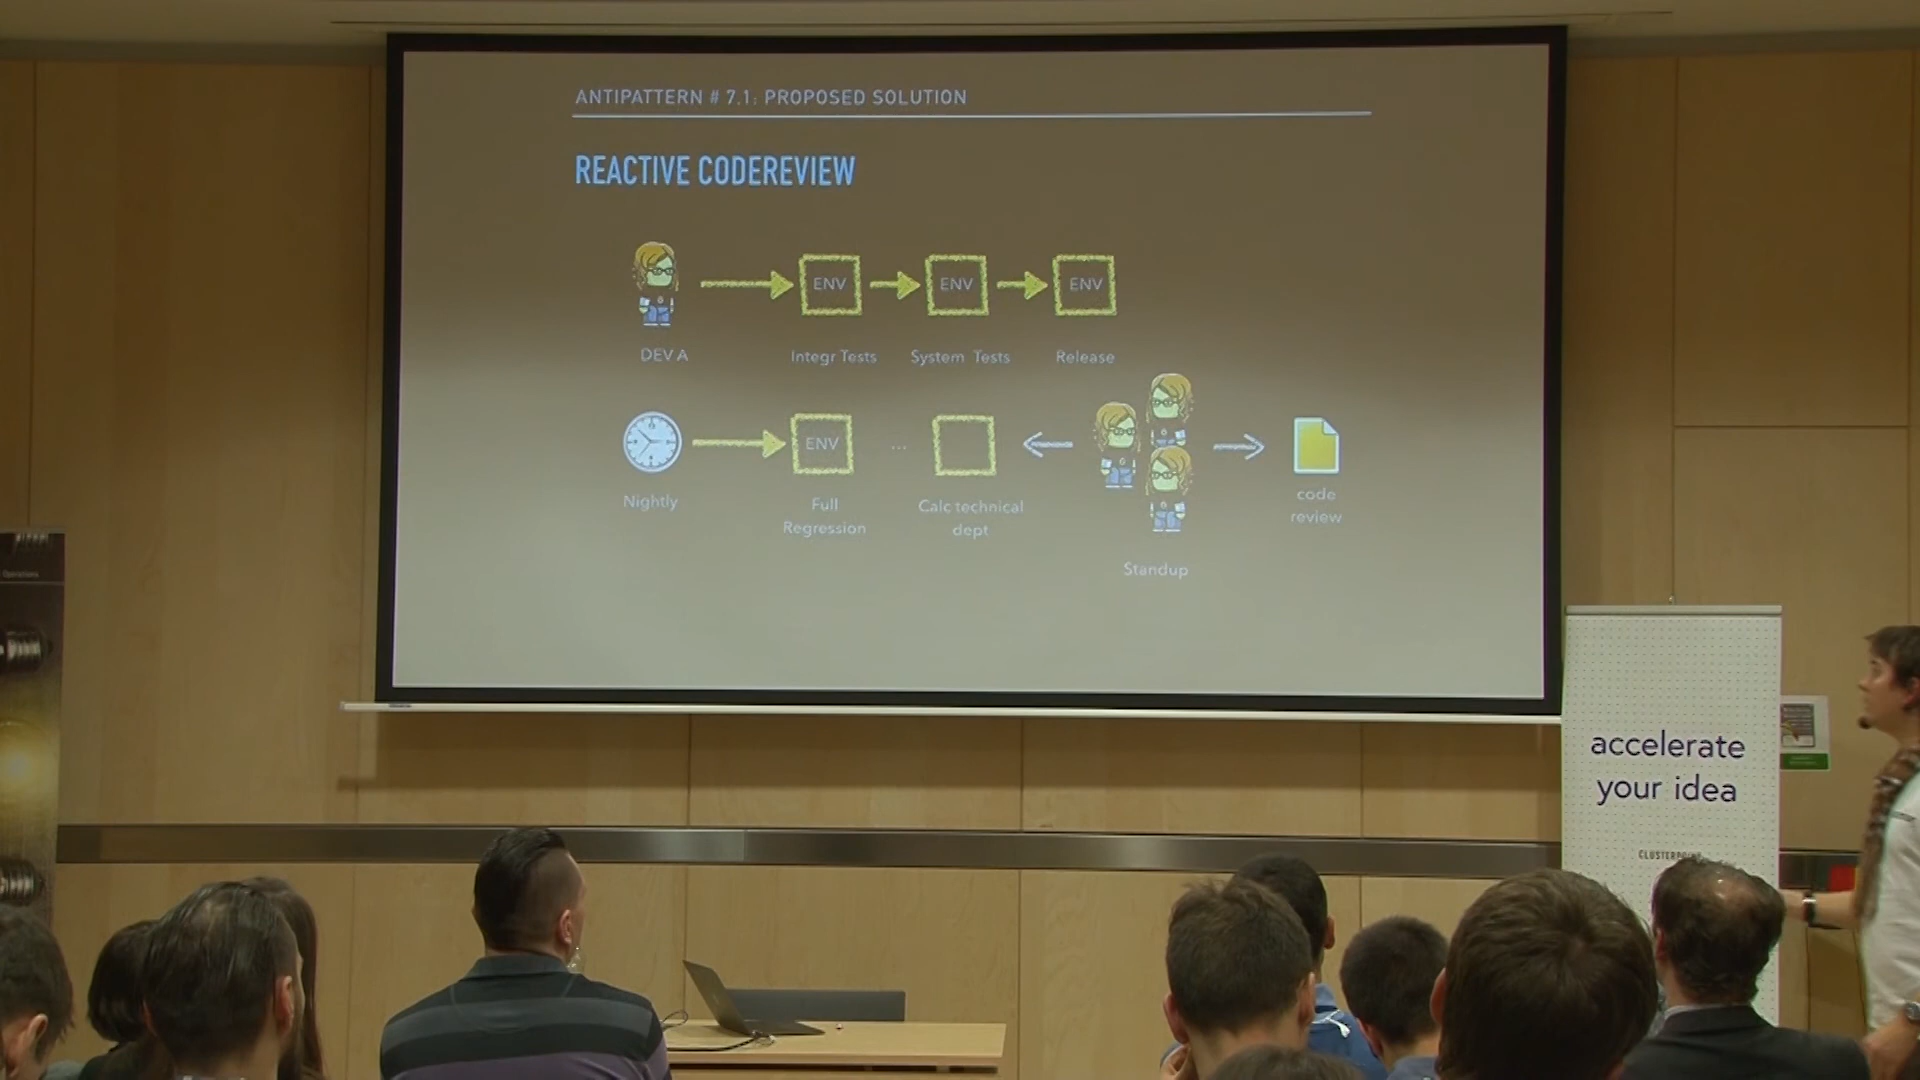 ANTIPATTERN # 7.1: PROPOSED SOLUTION
REACTIVE CODEREVIEW
ENV
ENV
ENV
DEV A
Integr Tests
System Tests
Release
ENV
...
Nightly
Full
Regression
Calc technical
dept
Standup
code
review
Operations
accelerate
your idea